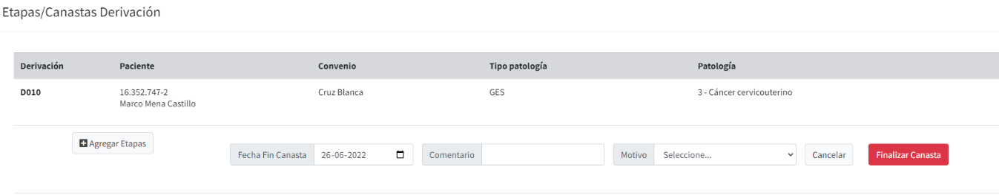 Etapas/Canastas Derivación
Derivación Paciente Convenio Tipo patología Patología
D010 16.352.747-2 Cruz Blanca GES 3 - Cáncer cervicouterino
Marco Mena Castillo
Agregar Etapas
Fecha Fin Canasta 26-06-2022 Comentario Motivo Seleccione... Cancelar Finalizar Canasta